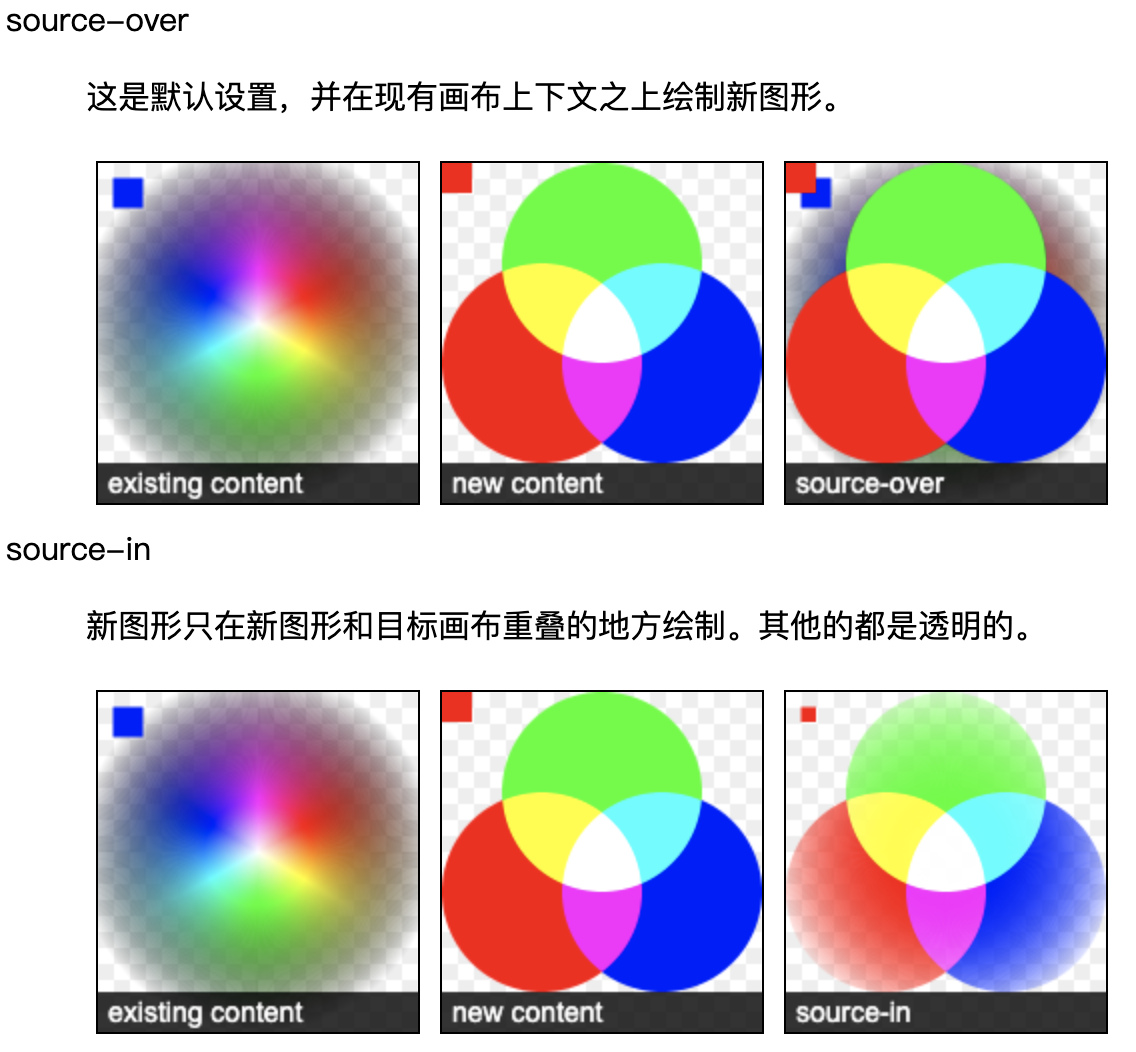 source-over
这是默认设置，并在现有画布上下文之上绘制新图形。
existing content
new content
source-over
source-in
新图形只在新图形和目标画布重叠的地方绘制。其他的都是透明的。
existing content
new content
source-in